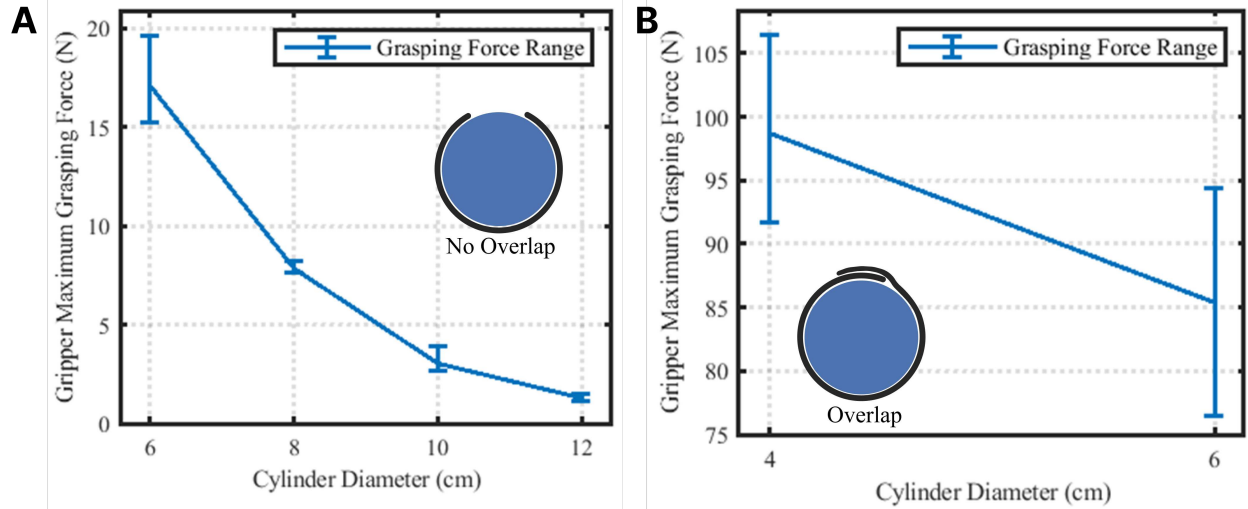 A
Gripper Maximum Grasping Force (N)
20
15
10
5
0
Grasping Force Range
No Overlap
6 8 10 12
Cylinder Diameter (cm)
B
Gripper Maximum Grasping Force (N)
105
100
95
90
85
80
75
Grasping Force Range
Overlap
4 6
Cylinder Diameter (cm)